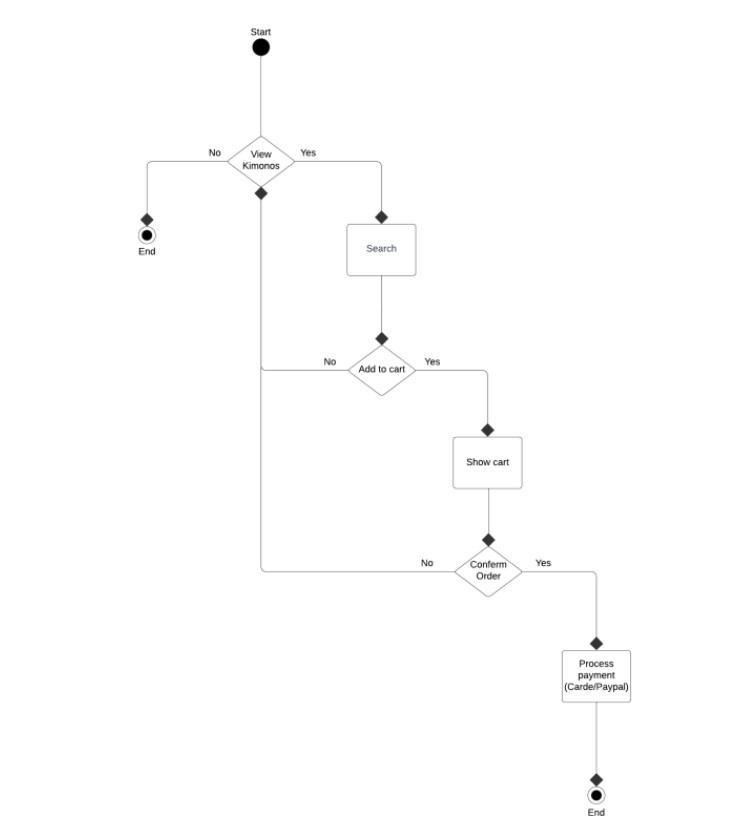 Start
No
View
Kimonos
Yes
End
Search
No
Add to cart
Yes
Show cart
No
Conferm
Order
Yes
Process
payment
(Carde/Paypal)
End